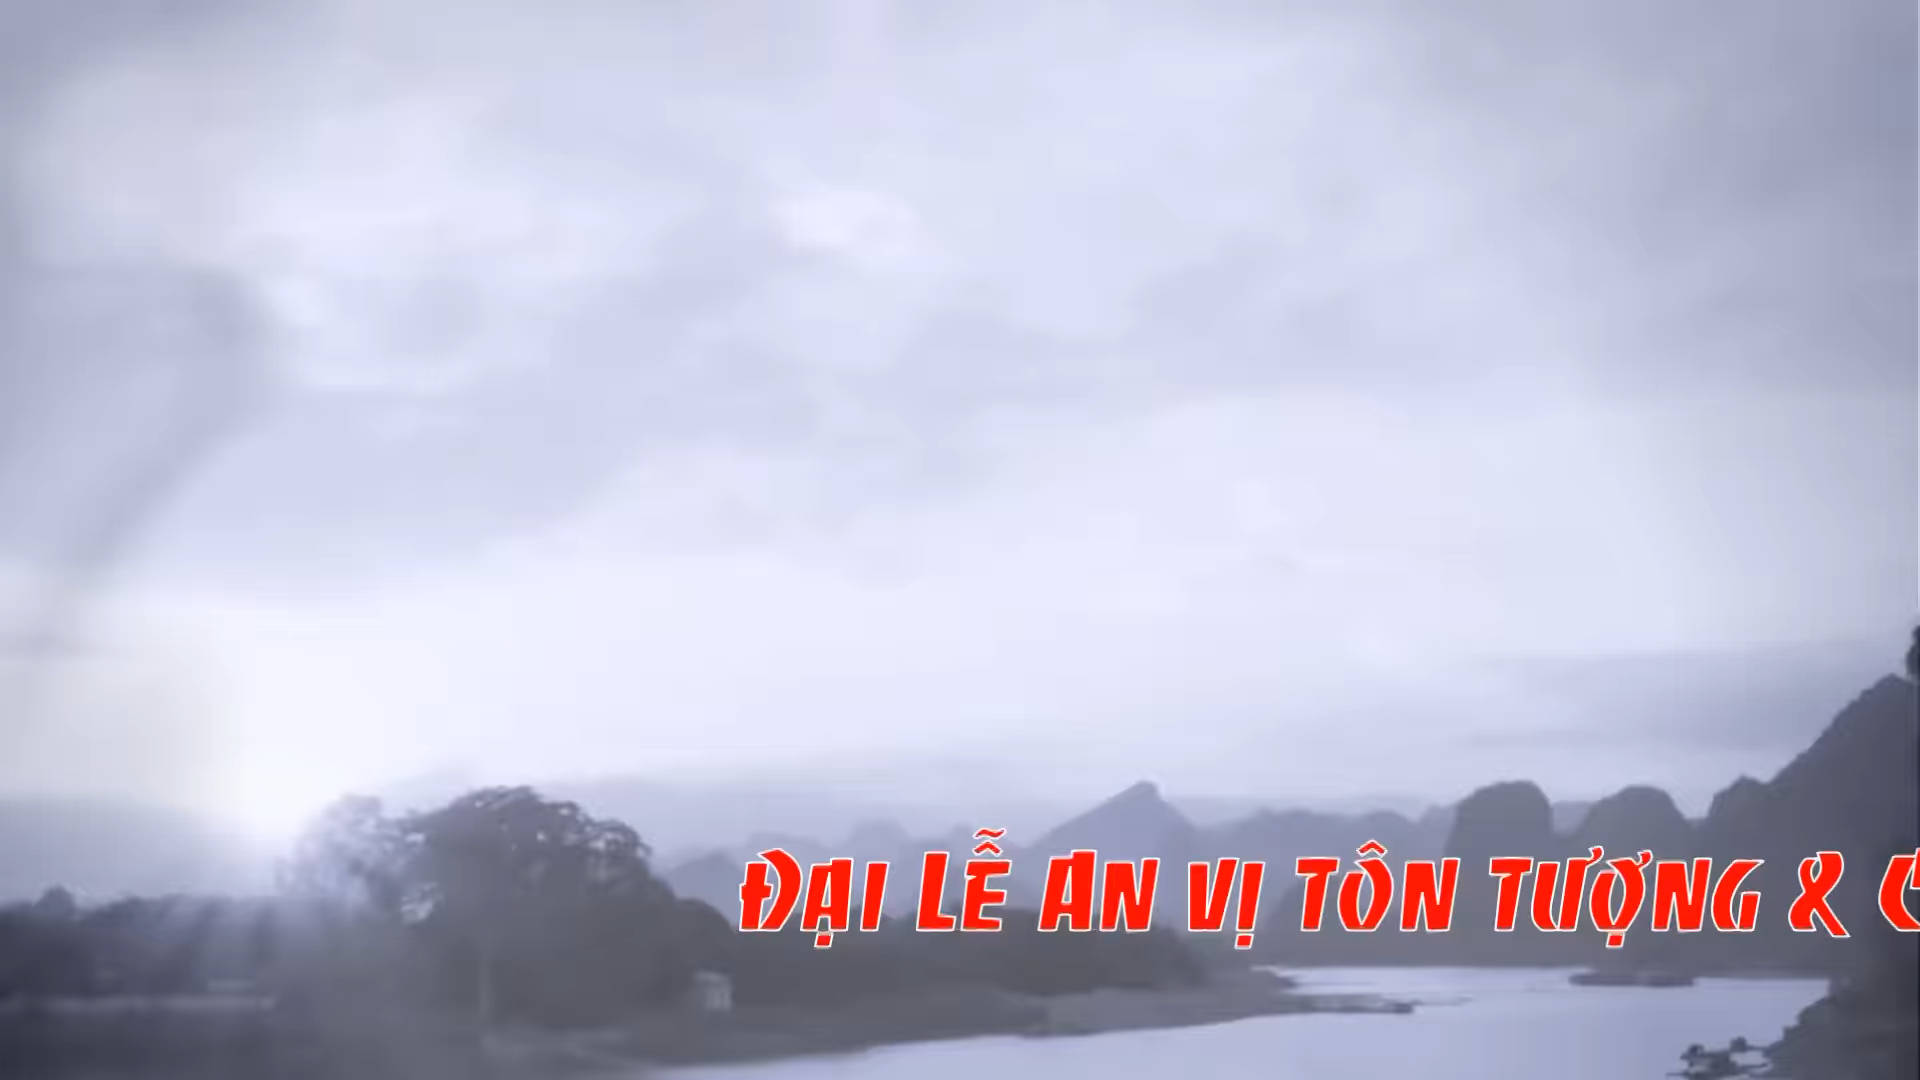 ĐẠI LỄ AN VỊ TÔN TƯỢNG &